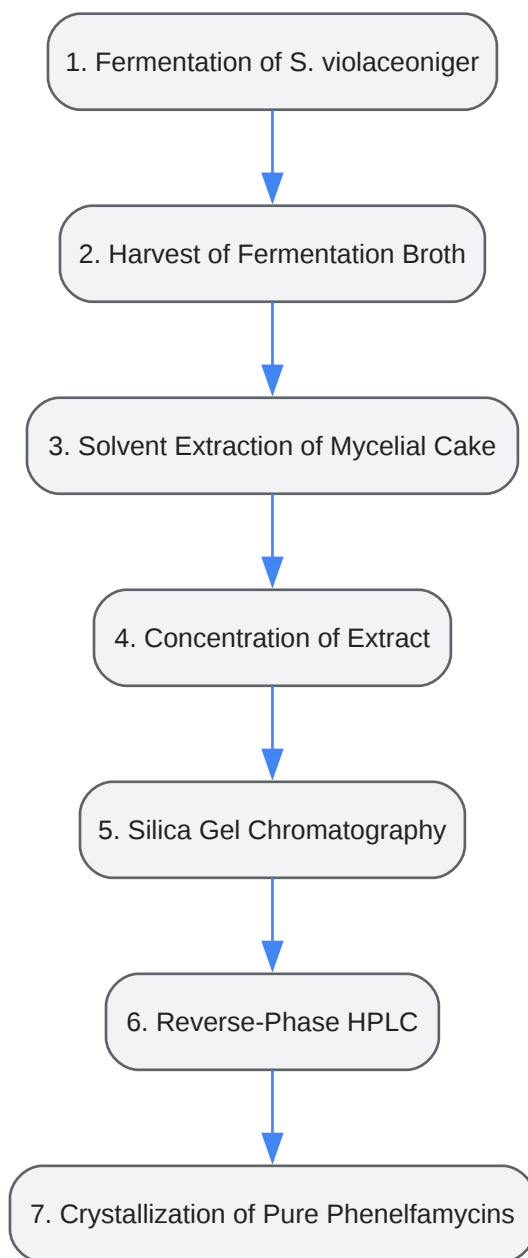 1. Fermentation of S. violaceoniger
2. Harvest of Fermentation Broth
3. Solvent Extraction of Mycelial Cake
4. Concentration of Extract
5. Silica Gel Chromatography
6. Reverse-Phase HPLC
7. Crystallization of Pure Phenelfamycins